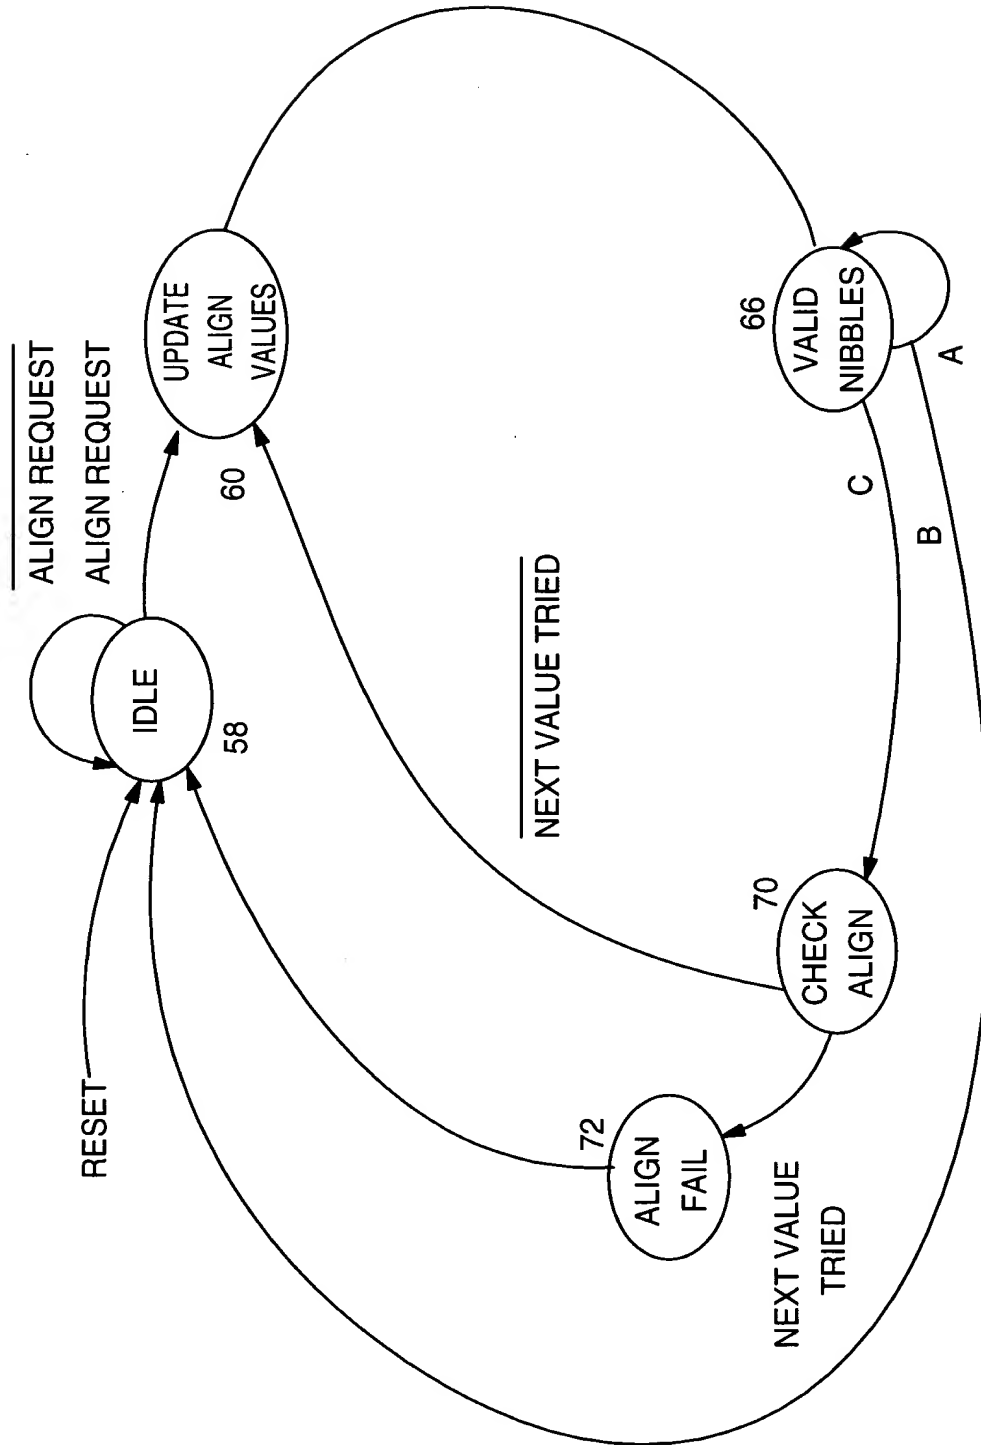 ALIGN REQUEST
ALIGN REQUEST
RESET
IDLE
58
UPDATE
ALIGN
VALUES
60
NEXT VALUE TRIED
72
ALIGN
FAIL
70
CHECK
ALIGN
66
VALID
NIBBLES
C
B
A
NEXT VALUE
TRIED